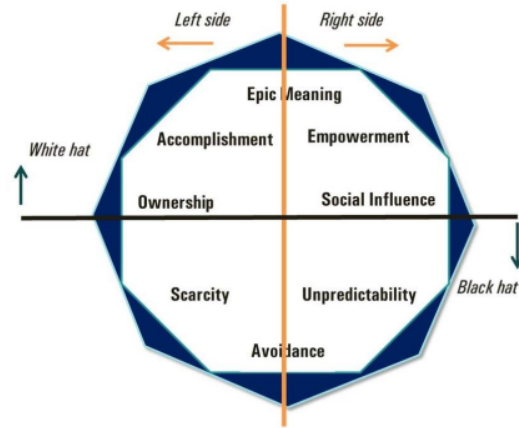 Left side
Right side
Epic Meaning
Accomplishment
Empowerment
White hat
Ownership
Social Influence
Scarcity
Unpredictability
Black hat
Avoidance